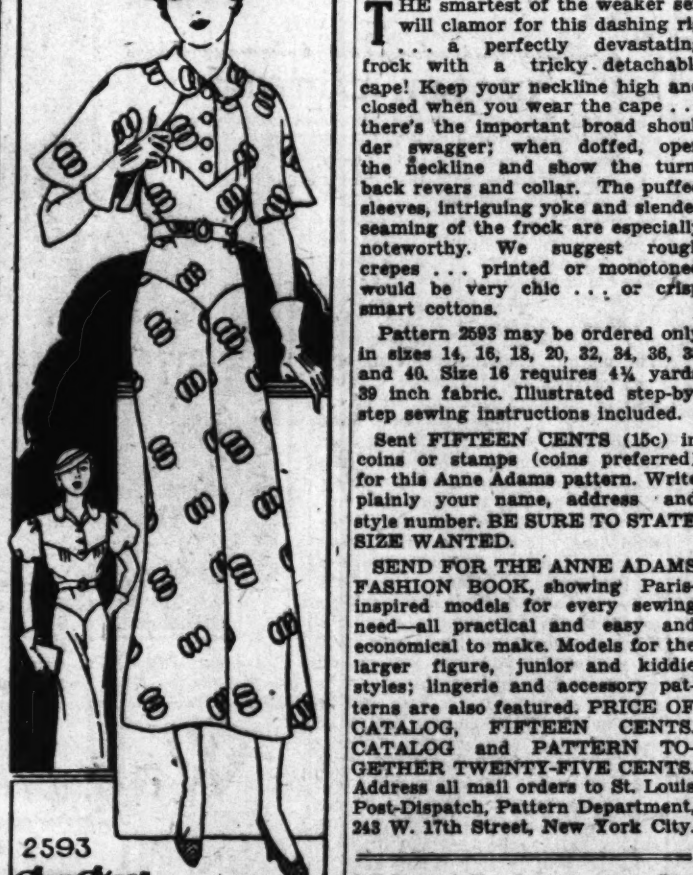 THE smartest of the weaker se
will clamor for this dashing ri
. . . a perfectly devastatin
frock with a tricky detachabl
cape! Keep your neckline high an
closed when you wear the cape . .
there's the important broad shoul
der swagger; when doffed, ope
the neckline and show the turn
back revers and collar. The puffe
sleeves, intriguing yoke and slende
seaming of the frock are especiall
noteworthy. We suggest roug
crepes . . . printed or monotone
would be very chic . . . or cris
smart cottons.
Pattern 2593 may be ordered onl
in sizes 14, 16, 18, 20, 32, 34, 36, 3
and 40. Size 16 requires 4¼ yard
39 inch fabric. Illustrated step-by
step sewing instructions included.
Sent FIFTEEN CENTS (15c) in
coins or stamps (coins preferred)
for this Anne Adams pattern. Write
plainly your name, address and
style number. BE SURE TO STATE
SIZE WANTED.
SEND FOR THE ANNE ADAMS
FASHION BOOK, showing Paris-
inspired models for every sewing
need—all practical and easy and
economical to make. Models for the
larger figure, junior and kiddie
styles; lingerie and accessory pat-
terns are also featured. PRICE OF
CATALOG, FIFTEEN CENTS.
CATALOG and PATTERN TO-
GETHER TWENTY-FIVE CENTS.
Address all mail orders to St. Louis
Post-Dispatch, Pattern Department,
243 W. 17th Street, New York City.
2593